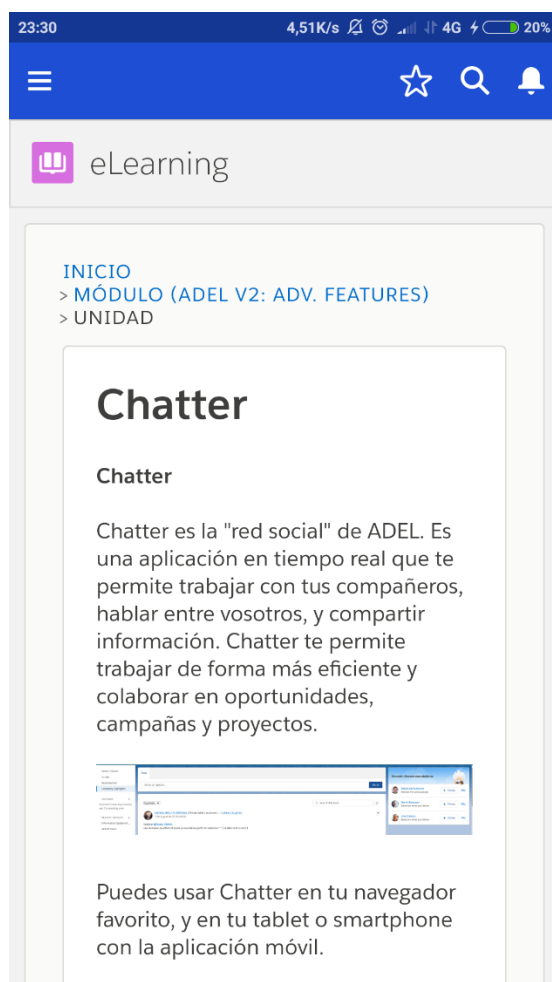 23:30 4,51K/s 4G 20%
eLearning
INICIO
> MÓDULO (ADEL V2: ADV. FEATURES)
> UNIDAD
Chatter
Chatter
Chatter es la "red social" de ADEL. Es
una aplicación en tiempo real que te
permite trabajar con tus compañeros,
hablar entre vosotros, y compartir
información. Chatter te permite
trabajar de forma más eficiente y
colaborar en oportunidades,
campañas y proyectos.
Puedes usar Chatter en tu navegador
favorito, y en tu tablet o smartphone
con la aplicación móvil.